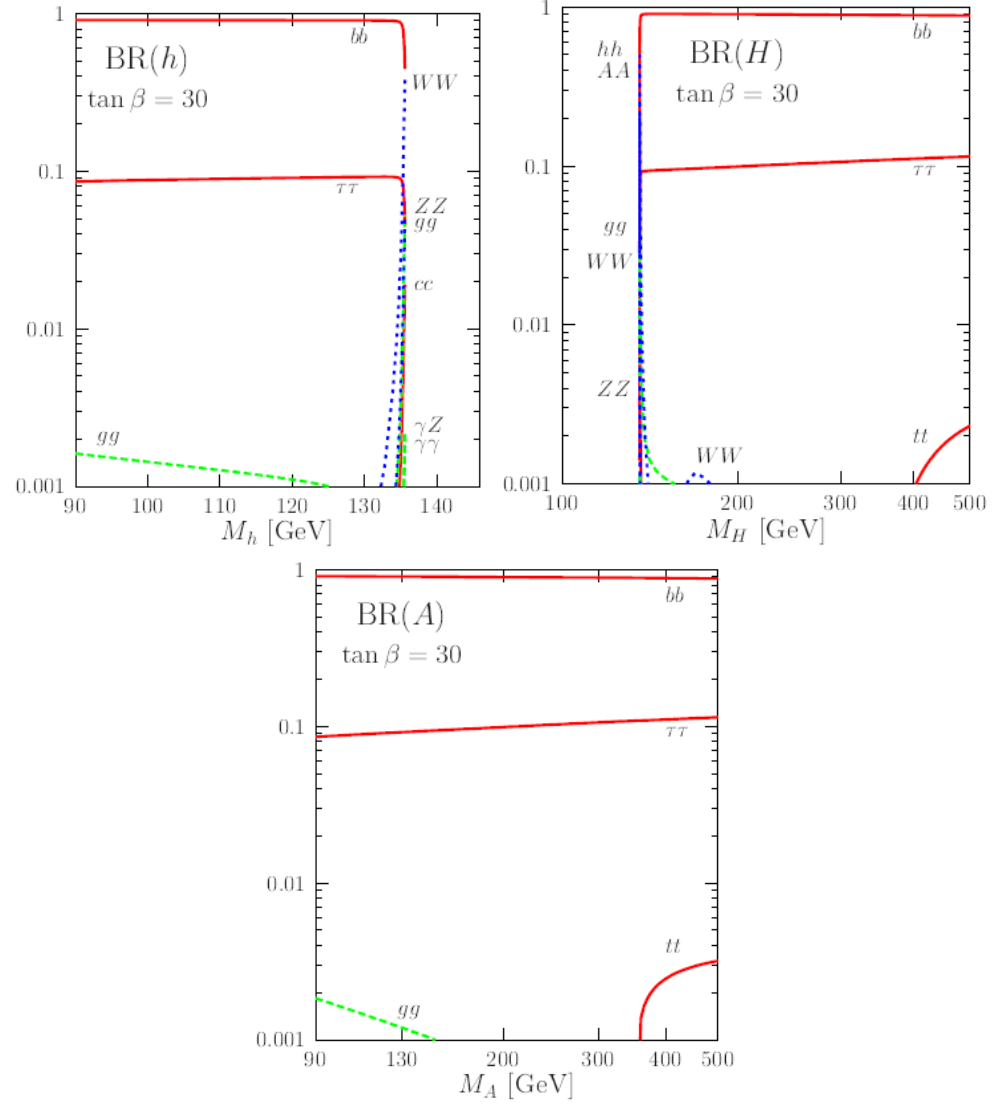 BR(h)
tan β = 30
bb
WW
ττ
ZZ
gg
cc
gg
γZ
γγ
1
0.1
0.01
0.001
90
100
110
120
130
140
M_h [GeV]
BR(H)
tan β = 30
hh
AA
bb
ττ
gg
WW
ZZ
WW
tt
1
0.1
0.01
0.001
100
200
300
400
500
M_H [GeV]
BR(A)
tan β = 30
bb
ττ
tt
gg
1
0.1
0.01
0.001
90
130
200
300
400
500
M_A [GeV]